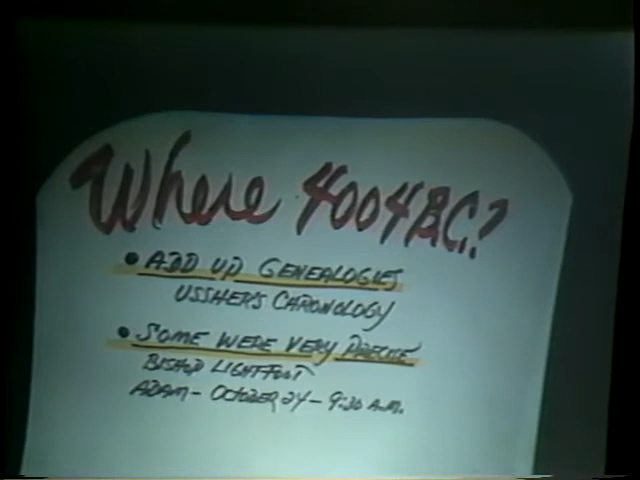 Where 4004 B.C.?
• ADD UP GENEALOGIES
USSHER'S CHRONOLOGY
• SOME WERE VERY PRECISE
BISHOP LIGHTFOOT
ADAM - OCTOBER 24 - 9:30 A.M.